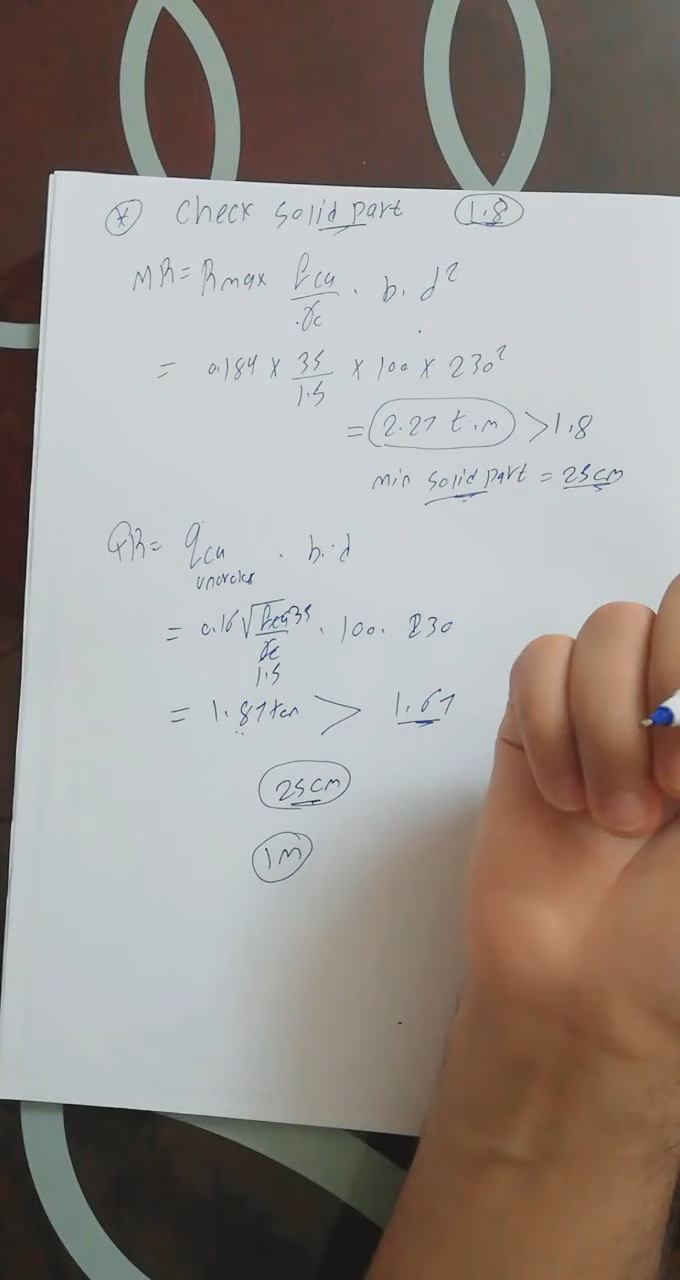 * Check solid part 1.8
MR = Rmax fcu/γc . b . d²
= 0.184 × 35/1.5 × 100 × 230²
= 2.27 t.m > 1.8
min solid part = 25cm
QR = qcu . b . d
= 0.16 √fcu 35/γc 1.5 . 100 . 230
= 1.87 ton > 1.67
25cm
1m